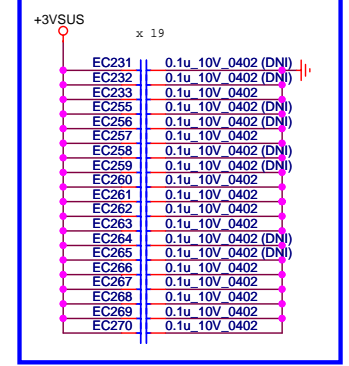 +3VSUS
x 19
EC231 0.1u_10V_0402 (DNI)
EC232 0.1u_10V_0402 (DNI)
EC233 0.1u_10V_0402
EC255 0.1u_10V_0402 (DNI)
EC256 0.1u_10V_0402 (DNI)
EC257 0.1u_10V_0402
EC258 0.1u_10V_0402 (DNI)
EC259 0.1u_10V_0402 (DNI)
EC260 0.1u_10V_0402
EC261 0.1u_10V_0402
EC262 0.1u_10V_0402
EC263 0.1u_10V_0402
EC264 0.1u_10V_0402 (DNI)
EC265 0.1u_10V_0402 (DNI)
EC266 0.1u_10V_0402
EC267 0.1u_10V_0402
EC268 0.1u_10V_0402
EC269 0.1u_10V_0402
EC270 0.1u_10V_0402